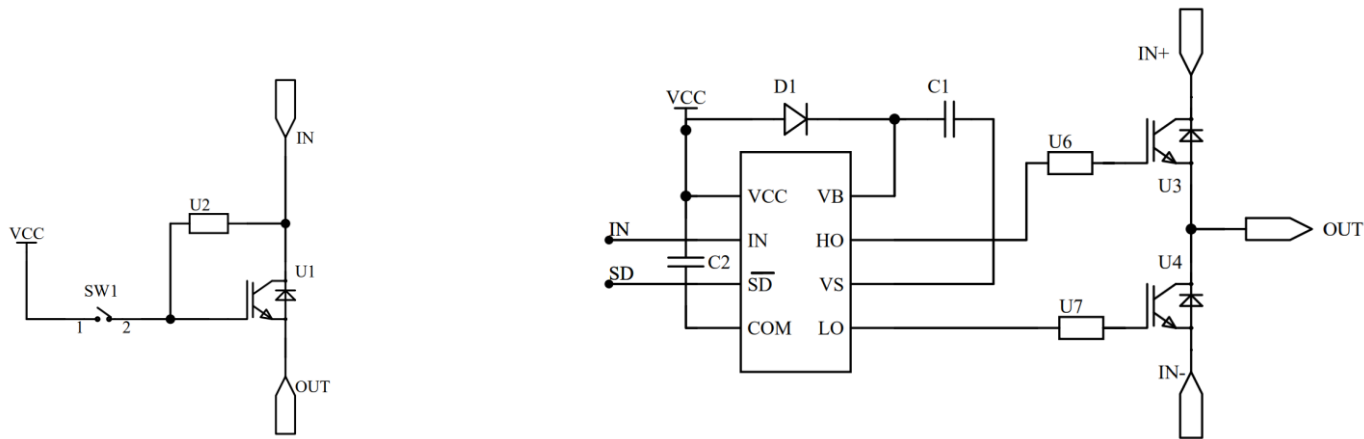 IN
U2
VCC
U1
SW1
1
2
OUT
IN+
D1
C1
VCC
U6
U3
VCC
VB
IN
IN
HO
OUT
C2
SD
SD
VS
U4
U7
COM
LO
IN-